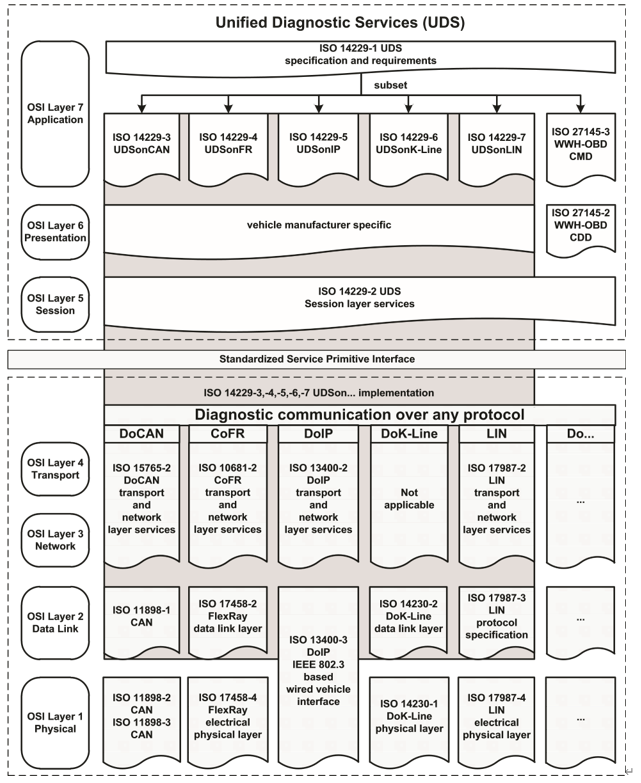 Unified Diagnostic Services (UDS)
OSI Layer 7
Application
ISO 14229-1 UDS
specification and requirements
subset
ISO 14229-3
UDSonCAN
ISO 14229-4
UDSonFR
ISO 14229-5
UDSonIP
ISO 14229-6
UDSonK-Line
ISO 14229-7
UDSonLIN
ISO 27145-3
WWH-OBD
CMD
OSI Layer 6
Presentation
vehicle manufacturer specific
ISO 27145-2
WWH-OBD
CDD
OSI Layer 5
Session
ISO 14229-2 UDS
Session layer services
Standardized Service Primitive Interface
ISO 14229-3,-4,-5,-6,-7 UDSon... implementation
Diagnostic communication over any protocol
DoCAN
CoFR
DoIP
DoK-Line
LIN
Do...
OSI Layer 4
Transport
OSI Layer 3
Network
ISO 15765-2
DoCAN
transport
and
network
layer services
ISO 10681-2
CoFR
transport
and
network
layer services
ISO 13400-2
DoIP
transport
and
network
layer services
Not
applicable
ISO 17987-2
LIN
transport
and
network
layer services
...
OSI Layer 2
Data Link
ISO 11898-1
CAN
ISO 17458-2
FlexRay
data link layer
ISO 13400-3
DoIP
IEEE 802.3
based
wired vehicle
interface
ISO 14230-2
DoK-Line
data link layer
ISO 17987-3
LIN
protocol
specification
...
OSI Layer 1
Physical
ISO 11898-2
CAN
ISO 11898-3
CAN
ISO 17458-4
FlexRay
electrical
physical layer
ISO 14230-1
DoK-Line
physical layer
ISO 17987-4
LIN
electrical
physical layer
...